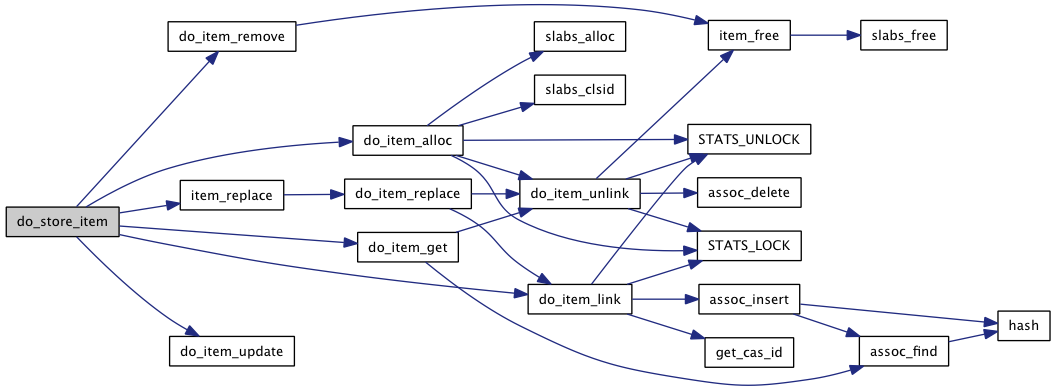 do_item_remove
slabs_alloc
item_free
slabs_free
slabs_clsid
do_item_alloc
STATS_UNLOCK
item_replace
do_item_replace
do_item_unlink
assoc_delete
do_store_item
do_item_get
STATS_LOCK
do_item_link
assoc_insert
hash
do_item_update
get_cas_id
assoc_find